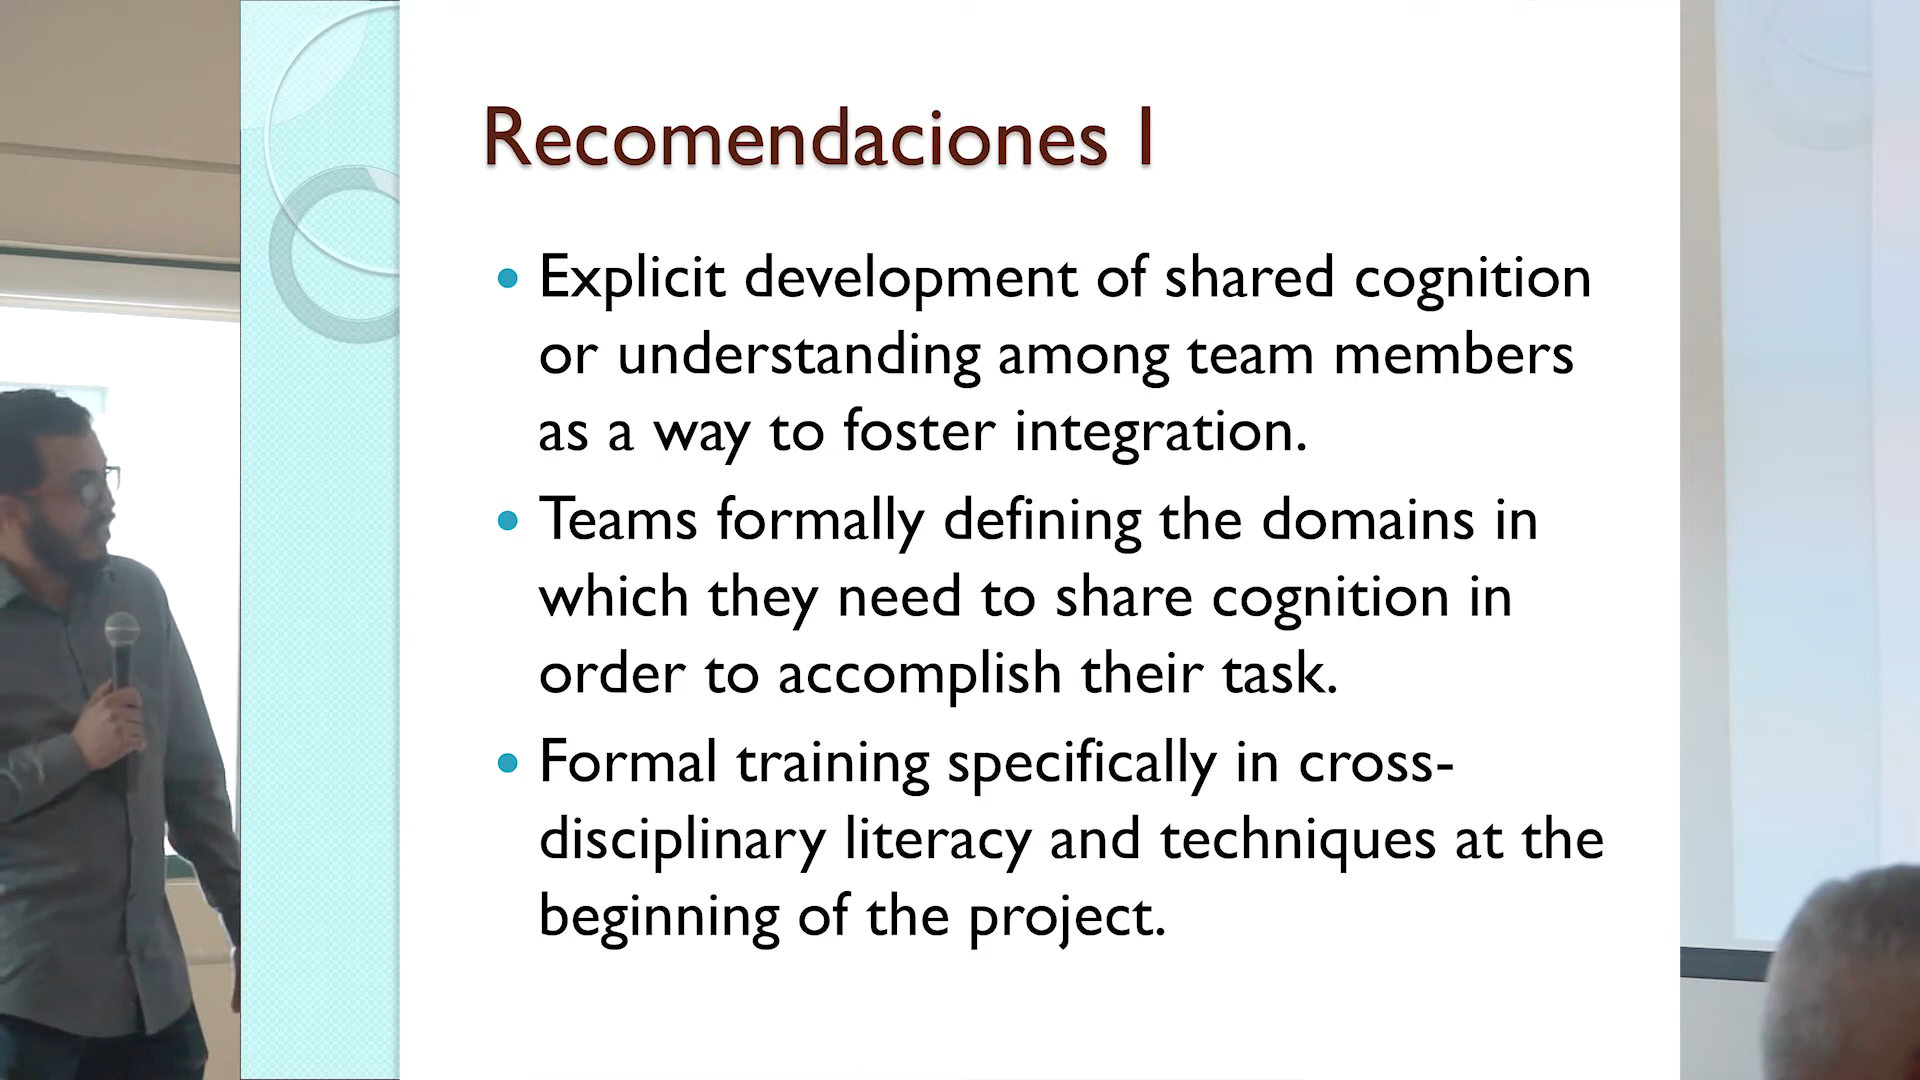 Recomendaciones I
• Explicit development of shared cognition
or understanding among team members
as a way to foster integration.
• Teams formally defining the domains in
which they need to share cognition in
order to accomplish their task.
• Formal training specifically in cross-
disciplinary literacy and techniques at the
beginning of the project.